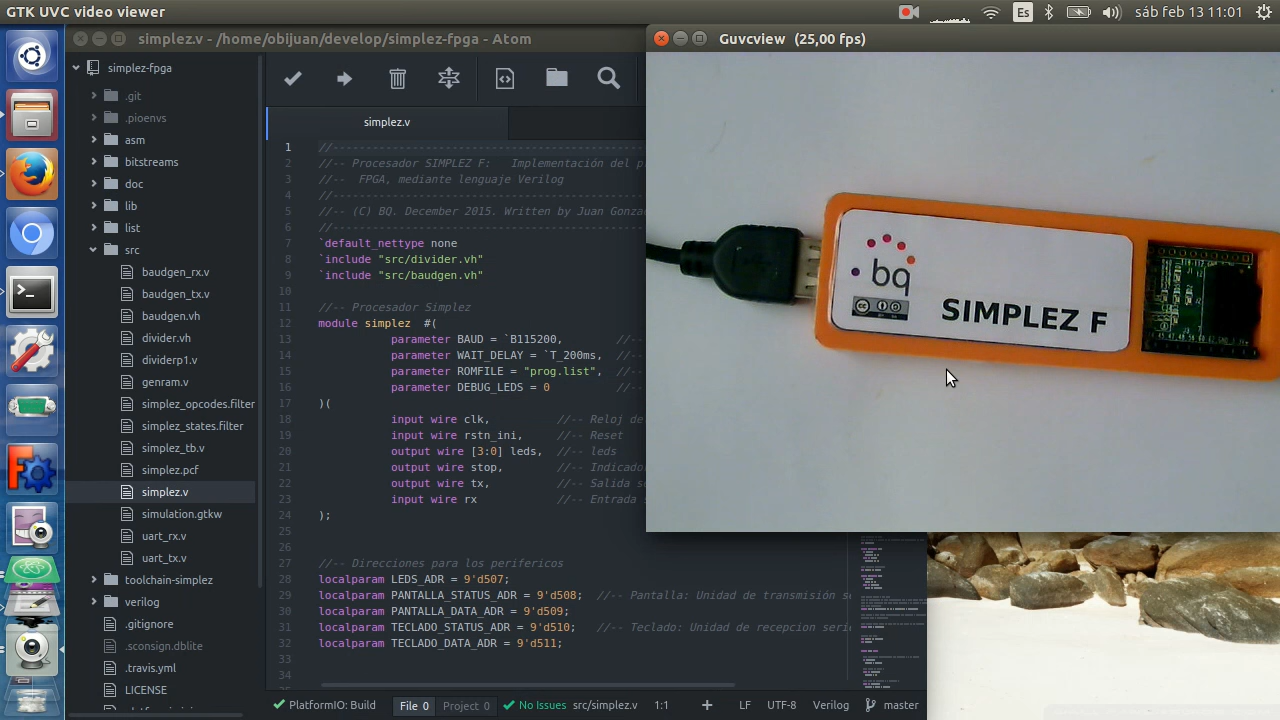 GTK UVC video viewer
Es
sáb feb 13 11:01
simplez.v - /home/obijuan/develop/simplez-fpga - Atom
Guvcview (25,00 fps)
simplez-fpga
.git
.pioenvs
asm
bitstreams
doc
lib
list
src
baudgen_rx.v
baudgen_tx.v
baudgen.vh
divider.vh
dividerp1.v
genram.v
simplez_opcodes.filter
simplez_states.filter
simplez_tb.v
simplez.pcf
simplez.v
simulation.gtkw
uart_rx.v
uart_tx.v
toolchain-simplez
verilog
.gitignore
.sconsign.dblite
.travis.yml
LICENSE
simplez.v
1 //--------------------------------------------------
2 //-- Procesador SIMPLEZ F: Implementación del
3 //-- FPGA, mediante lenguaje Verilog
4 //--------------------------------------------------
5 //-- (C) BQ. December 2015. Written by Juan
6 //--------------------------------------------------
7 `default_nettype none
8 `include "src/divider.vh"
9 `include "src/baudgen.vh"
10
11 //-- Procesador Simplez
12 module simplez #(
13 parameter BAUD = `B115200, //--
14 parameter WAIT_DELAY = `T_200ms, //--
15 parameter ROMFILE = "prog.list", //--
16 parameter DEBUG_LEDS = 0 //--
17 )(
18 input wire clk, //-- Reloj de
19 input wire rstn_ini, //-- Reset
20 output wire [3:0] leds, //-- leds
21 output wire stop, //-- Indicador
22 output wire tx, //-- Salida
23 input wire rx //-- Entrada
24 );
25
26
27 //-- Direcciones para los perifericos
28 localparam LEDS_ADR = 9'd507;
29 localparam PANTALLA_STATUS_ADR = 9'd508; //-- Pantalla: Unidad de transmisión
30 localparam PANTALLA_DATA_ADR = 9'd509;
31 localparam TECLADO_STATUS_ADR = 9'd510; //-- Teclado: Unidad de recepcion
32 localparam TECLADO_DATA_ADR = 9'd511;
33
34
bq
SIMPLEZ F
PlatformIO: Build
File 0
Project 0
No Issues
src/simplez.v
1:1
LF
UTF-8
Verilog
master